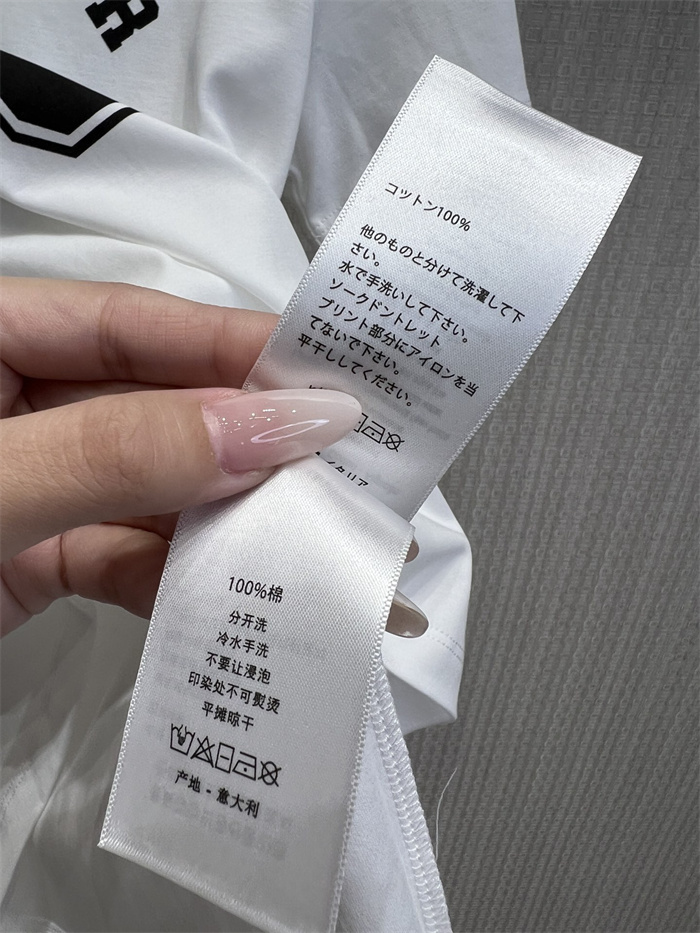 R
コットン100%
他のものと分けて洗濯して下
さい。
水で手洗いして下さい。
ソークドントレット
プリント部分にアイロンを当
てないで下さい。
平干ししてください。
イタリア
100%棉
分开洗
冷水手洗
不要让浸泡
印染处不可熨烫
平摊晾干
产地-意大利